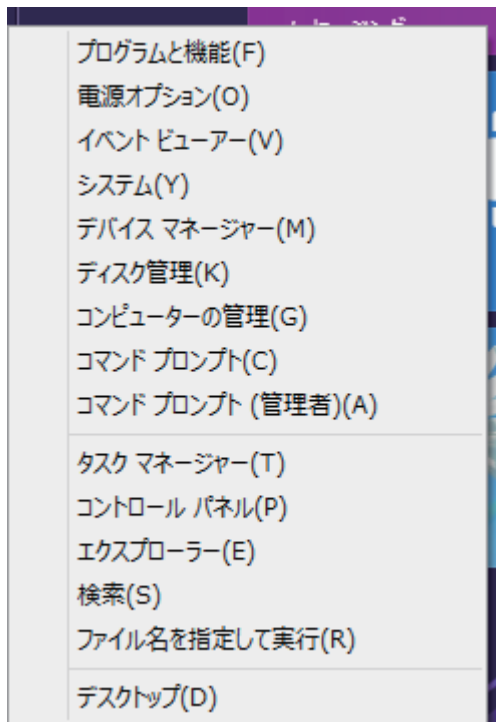 プログラムと機能(F)
電源オプション(O)
イベント ビューアー(V)
システム(Y)
デバイス マネージャー(M)
ディスク管理(K)
コンピューターの管理(G)
コマンド プロンプト(C)
コマンド プロンプト (管理者)(A)
タスク マネージャー(T)
コントロール パネル(P)
エクスプローラー(E)
検索(S)
ファイル名を指定して実行(R)
デスクトップ(D)